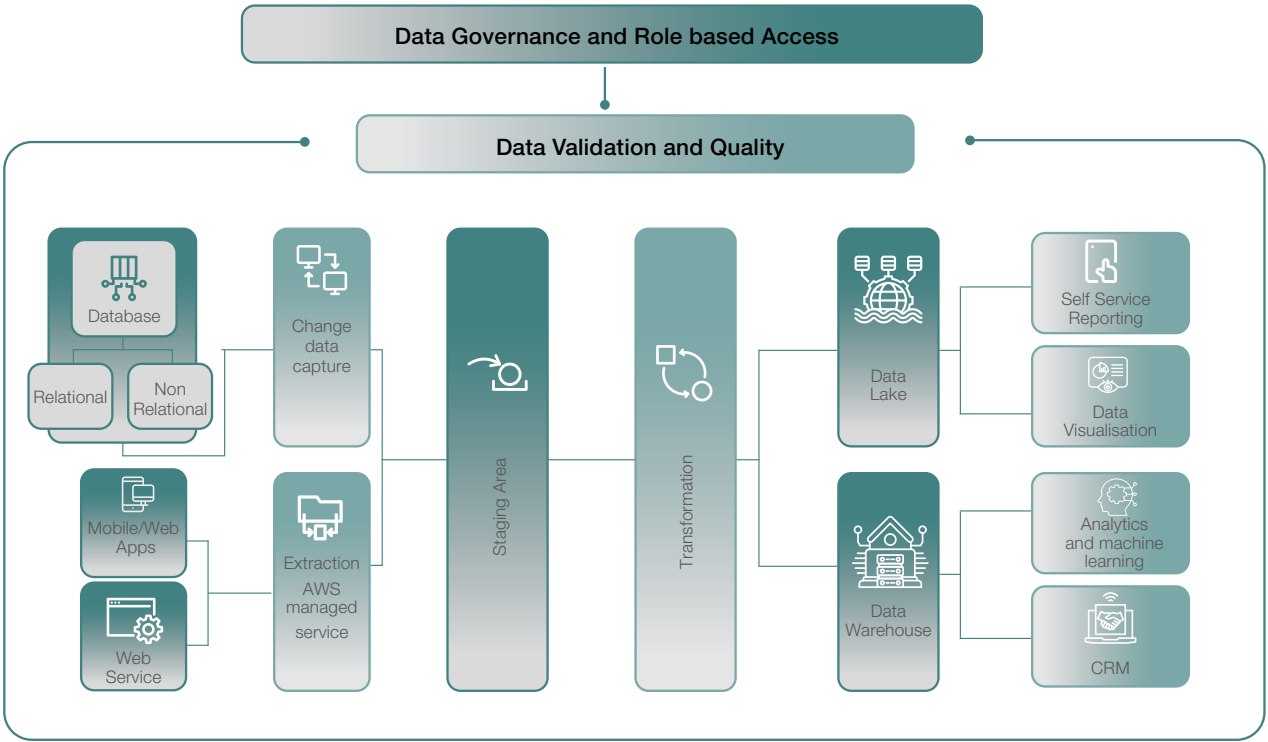 Data Governance and Role based Access
Data Validation and Quality
Database
Relational
Non
Relational
Mobile/Web
Apps
Web
Service
Change
data
capture
Extraction
AWS
managed
service
Staging Area
Transformation
Data
Lake
Data
Warehouse
Self Service
Reporting
Data
Visualisation
Analytics
and machine
learning
CRM